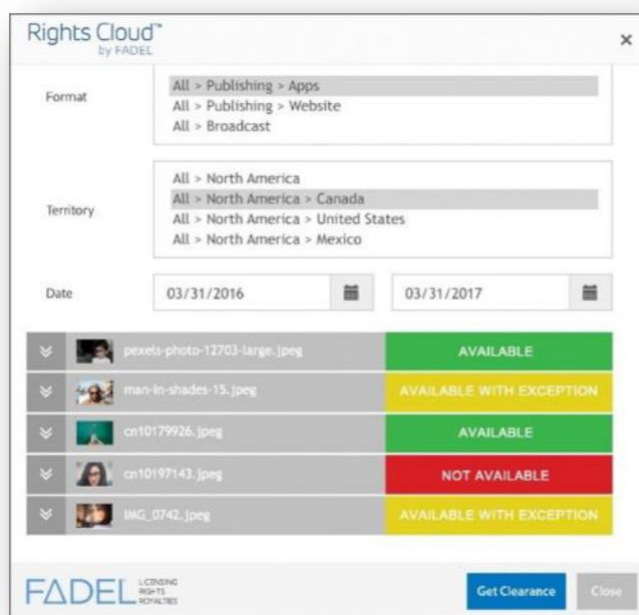 Rights Cloud™
by FADEL
Format
All > Publishing > Apps
All > Publishing > Website
All > Broadcast
Territory
All > North America
All > North America > Canada
All > North America > United States
All > North America > Mexico
Date 03/31/2016 03/31/2017
pexels-photo-12703-large.jpeg AVAILABLE
man-in-shades-15.jpeg AVAILABLE WITH EXCEPTION
cn10179926.jpeg AVAILABLE
cn10197143.jpeg NOT AVAILABLE
IMG_0742.jpeg AVAILABLE WITH EXCEPTION
FADEL
LICENSING
RIGHTS
ROYALTIES
Get Clearance Close